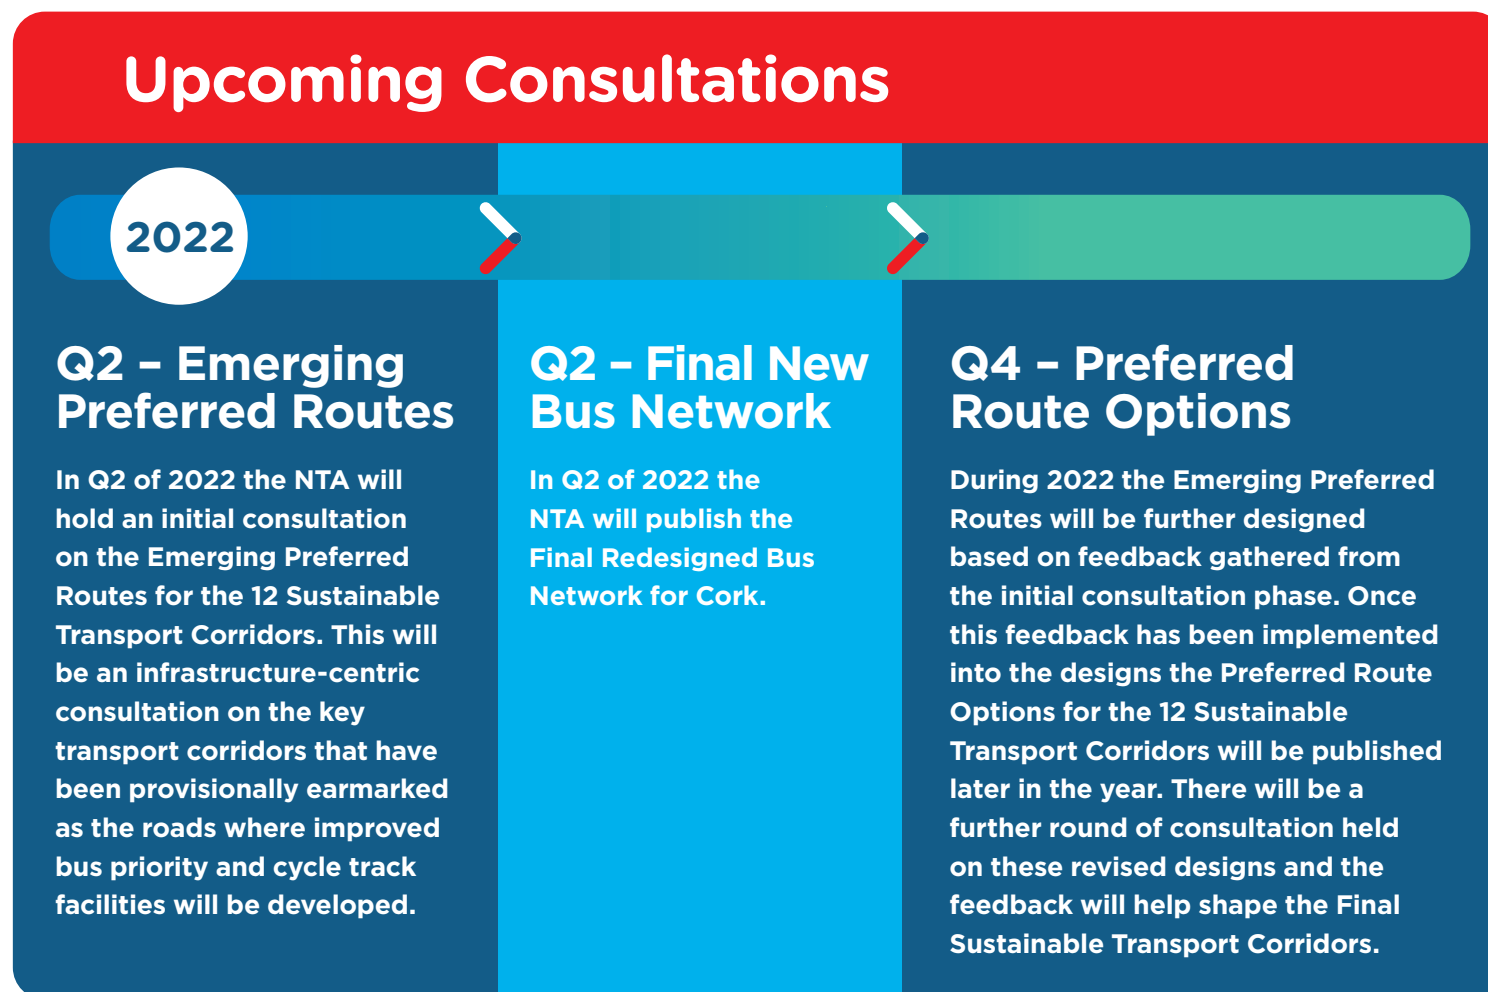 Upcoming Consultations
2022
Q2 – Emerging
Preferred Routes
In Q2 of 2022 the NTA will
hold an initial consultation
on the Emerging Preferred
Routes for the 12 Sustainable
Transport Corridors. This will
be an infrastructure-centric
consultation on the key
transport corridors that have
been provisionally earmarked
as the roads where improved
bus priority and cycle track
facilities will be developed.
Q2 – Final New
Bus Network
In Q2 of 2022 the
NTA will publish the
Final Redesigned Bus
Network for Cork.
Q4 – Preferred
Route Options
During 2022 the Emerging Preferred
Routes will be further designed
based on feedback gathered from
the initial consultation phase. Once
this feedback has been implemented
into the designs the Preferred Route
Options for the 12 Sustainable
Transport Corridors will be published
later in the year. There will be a
further round of consultation held
on these revised designs and the
feedback will help shape the Final
Sustainable Transport Corridors.